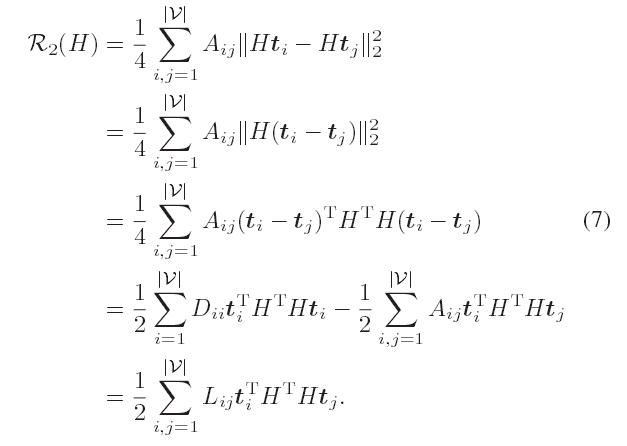 $\mathcal{R}_2(H) = \frac{1}{4} \sum_{i,j=1}^{|\mathcal{V}|} A_{ij} \| H\boldsymbol{t}_i - H\boldsymbol{t}_j \|_2^2$
$= \frac{1}{4} \sum_{i,j=1}^{|\mathcal{V}|} A_{ij} \| H(\boldsymbol{t}_i - \boldsymbol{t}_j) \|_2^2$
$= \frac{1}{4} \sum_{i,j=1}^{|\mathcal{V}|} A_{ij} (\boldsymbol{t}_i - \boldsymbol{t}_j)^{\mathrm{T}} H^{\mathrm{T}} H (\boldsymbol{t}_i - \boldsymbol{t}_j)$ (7)
$= \frac{1}{2} \sum_{i=1}^{|\mathcal{V}|} D_{ii} \boldsymbol{t}_i^{\mathrm{T}} H^{\mathrm{T}} H \boldsymbol{t}_i - \frac{1}{2} \sum_{i,j=1}^{|\mathcal{V}|} A_{ij} \boldsymbol{t}_i^{\mathrm{T}} H^{\mathrm{T}} H \boldsymbol{t}_j$
$= \frac{1}{2} \sum_{i,j=1}^{|\mathcal{V}|} L_{ij} \boldsymbol{t}_i^{\mathrm{T}} H^{\mathrm{T}} H \boldsymbol{t}_j.$